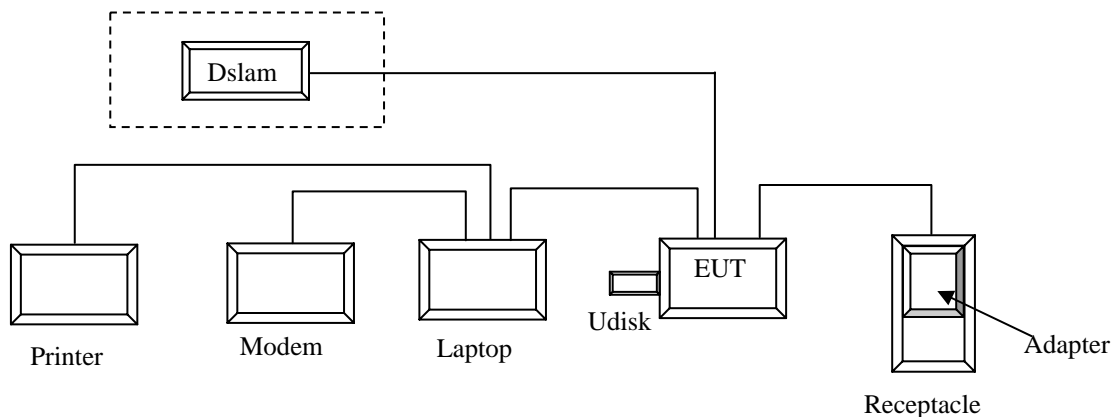 Dslam
EUT
Udisk
Printer
Modem
Laptop
Adapter
Receptacle